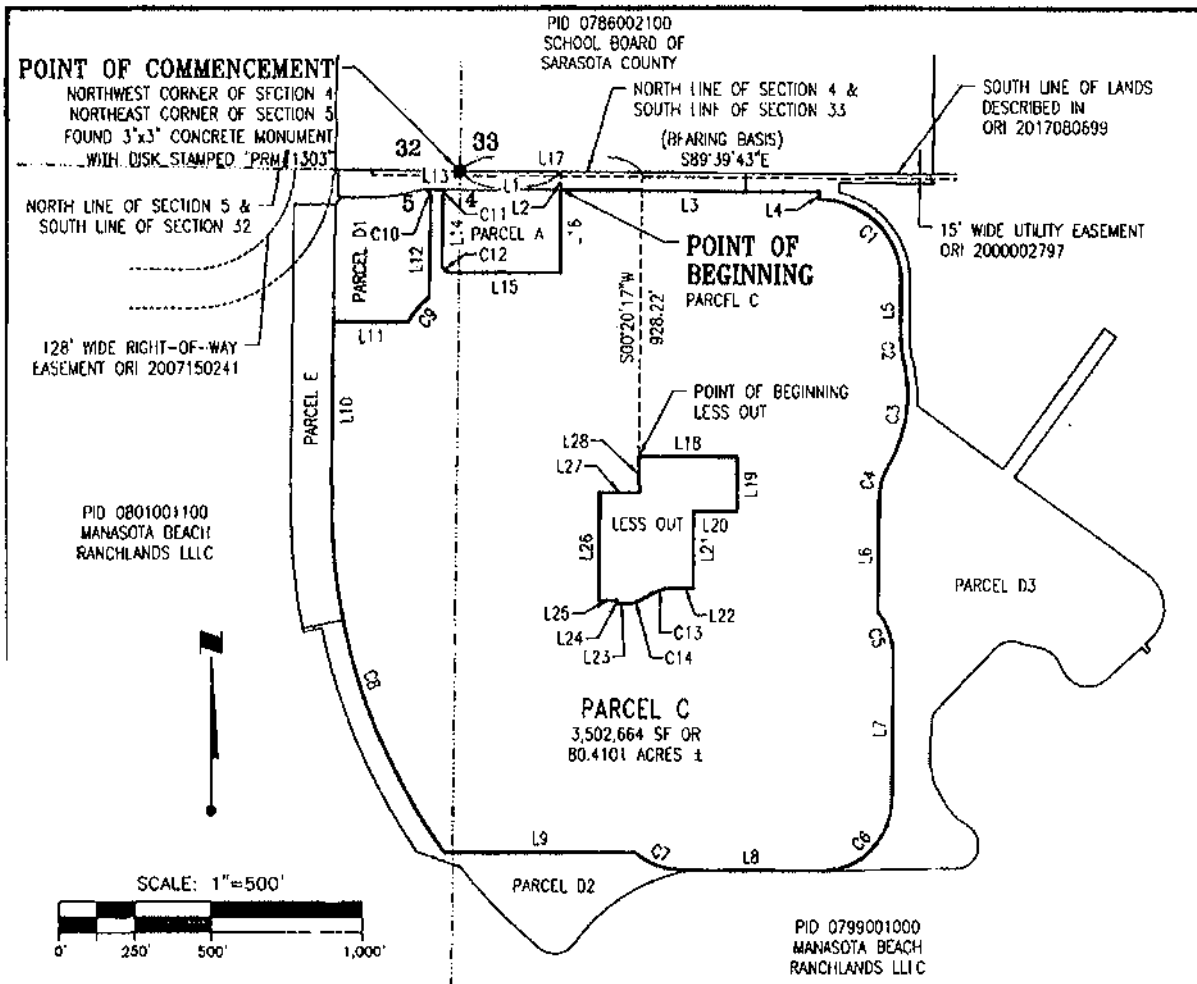 PID 0786002100
SCHOOL BOARD OF
SARASOTA COUNTY
POINT OF COMMENCEMENT
NORTHWEST CORNER OF SECTION 4
NORTHEAST CORNER OF SECTION 5
FOUND 3"x3" CONCRETE MONUMENT
WITH DISK STAMPED "PRM #1303"
NORTH LINE OF SECTION 4 &
SOUTH LINE OF SECTION 33
(BEARING BASIS)
S89°39'43"E
SOUTH LINE OF LANDS
DESCRIBED IN
ORI 2017080699
32
33
L17
L13
L1
5
4
C11
L2
L3
L4
C1
NORTH LINE OF SECTION 5 &
SOUTH LINE OF SECTION 32
C10
L14
PARCEL A
L16
POINT OF
BEGINNING
PARCEL C
15' WIDE UTILITY EASEMENT
ORI 2000002797
PARCEL D1
L12
C12
L15
C9
L11
S00°20'17"W
928.22'
L5
C2
128' WIDE RIGHT-OF-WAY
EASEMENT ORI 2007150241
PARCEL E
L10
POINT OF BEGINNING
LESS OUT
C3
L28
L18
L27
L19
C4
LESS OUT
L20
PID 0801001100
MANASOTA BEACH
RANCHLANDS LLLC
L26
L21
L6
PARCEL D3
L25
L24
L23
C14
C13
L22
C5
C8
PARCEL C
3,502,664 SF OR
80.4101 ACRES ±
L7
L9
C7
L8
C6
PARCEL D2
SCALE: 1"=500'
0'
250'
500'
1,000'
PID 0799001000
MANASOTA BEACH
RANCHLANDS LLLC